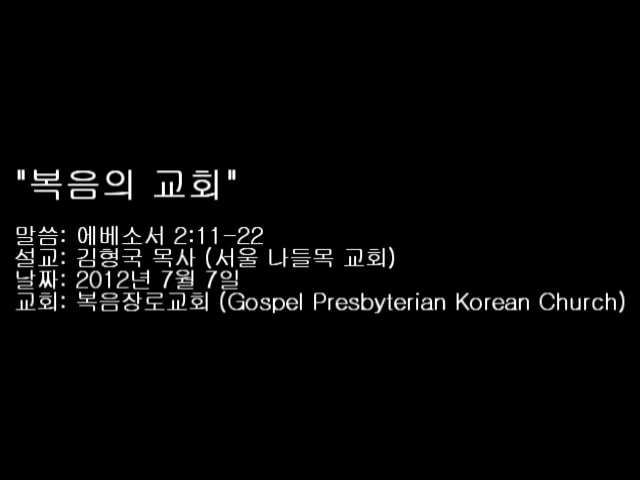 "복음의 교회"
말씀: 에베소서 2:11-22
설교: 김형국 목사 (서울 나들목 교회)
날짜: 2012년 7월 7일
교회: 복음장로교회 (Gospel Presbyterian Korean Church)